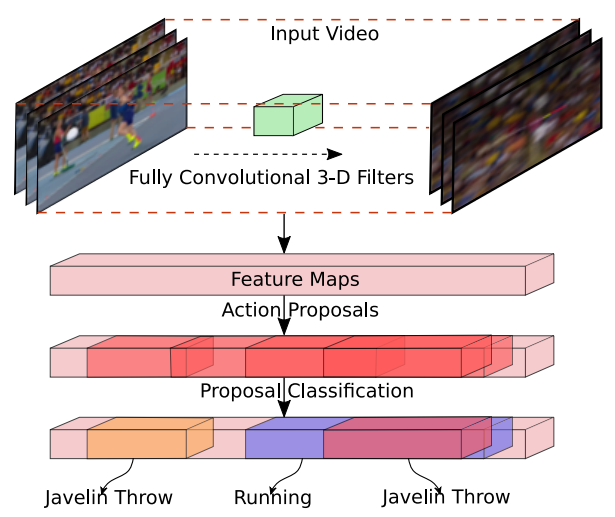 Input Video
Fully Convolutional 3-D Filters
Feature Maps
Action Proposals
Proposal Classification
Javelin Throw
Running
Javelin Throw